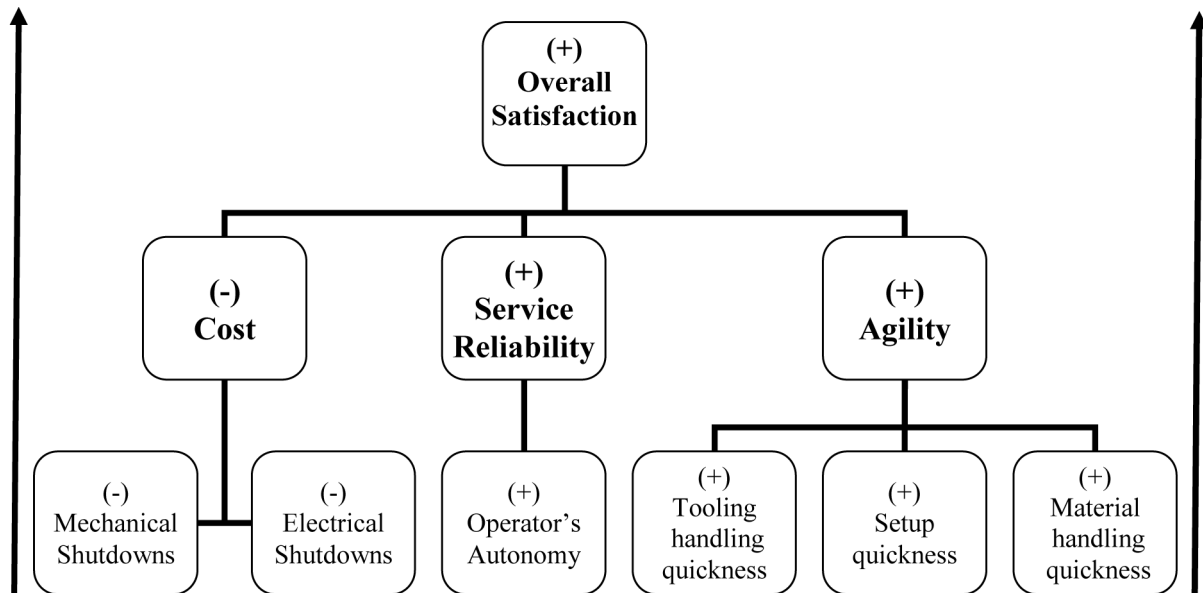 (+)
Overall
Satisfaction
(-)
Cost
(+)
Service
Reliability
(+)
Agility
(-)
Mechanical
Shutdowns
(-)
Electrical
Shutdowns
(+)
Operator’s
Autonomy
(+)
Tooling
handling
quickness
(+)
Setup
quickness
(+)
Material
handling
quickness